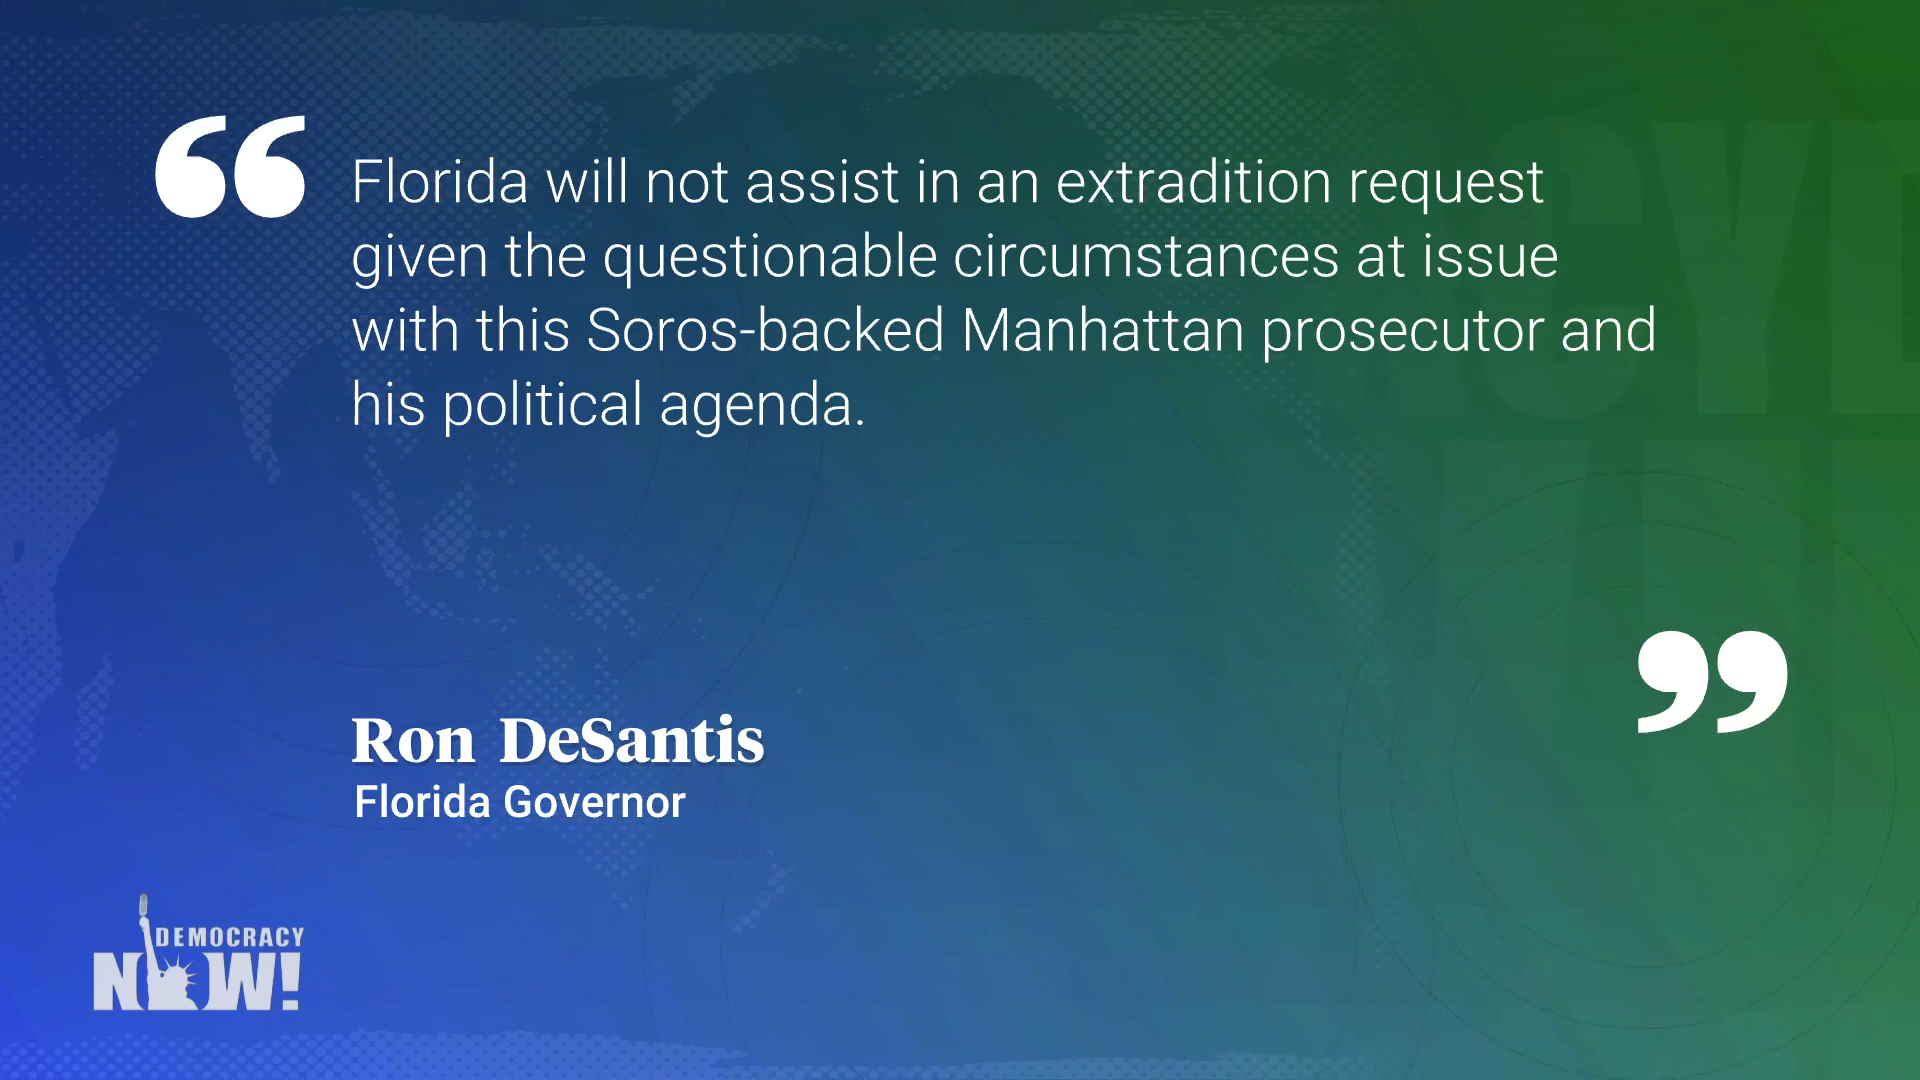 “
Florida will not assist in an extradition request
given the questionable circumstances at issue
with this Soros-backed Manhattan prosecutor and
his political agenda.
”
Ron DeSantis
Florida Governor
DEMOCRACY
NOW!